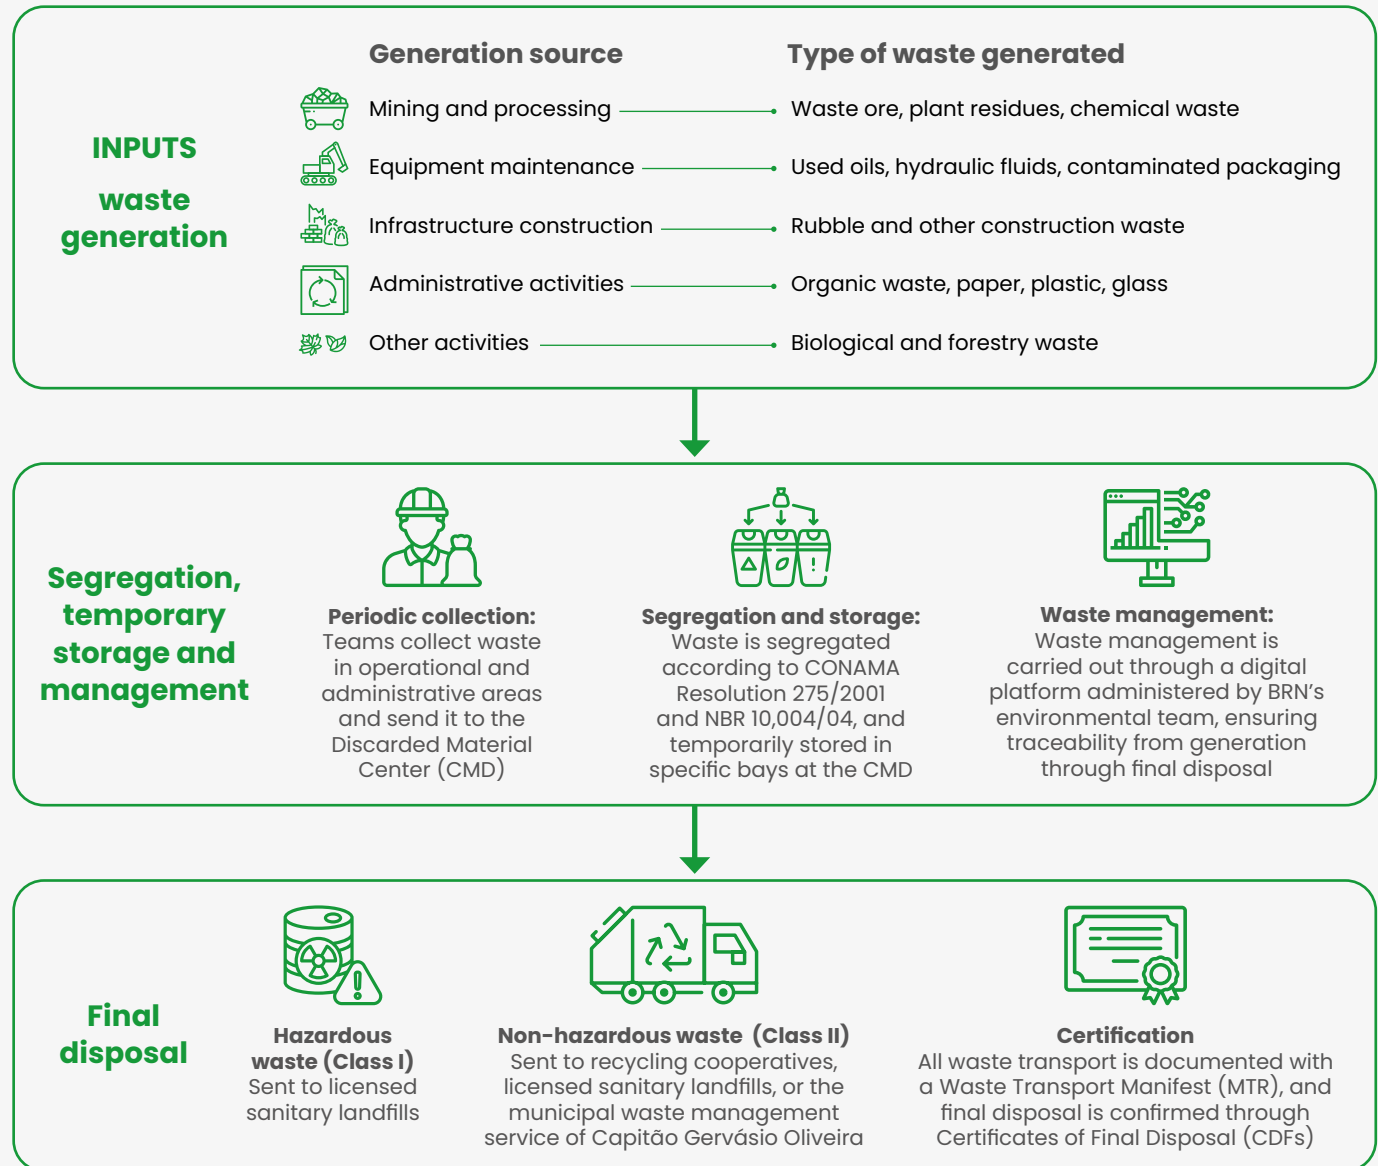 Generation source
Type of waste generated
INPUTS
waste
generation
Mining and processing
Waste ore, plant residues, chemical waste
Equipment maintenance
Used oils, hydraulic fluids, contaminated packaging
Infrastructure construction
Rubble and other construction waste
Administrative activities
Organic waste, paper, plastic, glass
Other activities
Biological and forestry waste
Segregation,
temporary
storage and
management
Periodic collection:
Teams collect waste
in operational and
administrative areas
and send it to the
Discarded Material
Center (CMD)
Segregation and storage:
Waste is segregated
according to CONAMA
Resolution 275/2001
and NBR 10,004/04, and
temporarily stored in
specific bays at the CMD
Waste management:
Waste management is
carried out through a digital
platform administered by BRN’s
environmental team, ensuring
traceability from generation
through final disposal
Final
disposal
Hazardous
waste (Class I)
Sent to licensed
sanitary landfills
Non-hazardous waste (Class II)
Sent to recycling cooperatives,
licensed sanitary landfills, or the
municipal waste management
service of Capitão Gervásio Oliveira
Certification
All waste transport is documented with
a Waste Transport Manifest (MTR), and
final disposal is confirmed through
Certificates of Final Disposal (CDFs)